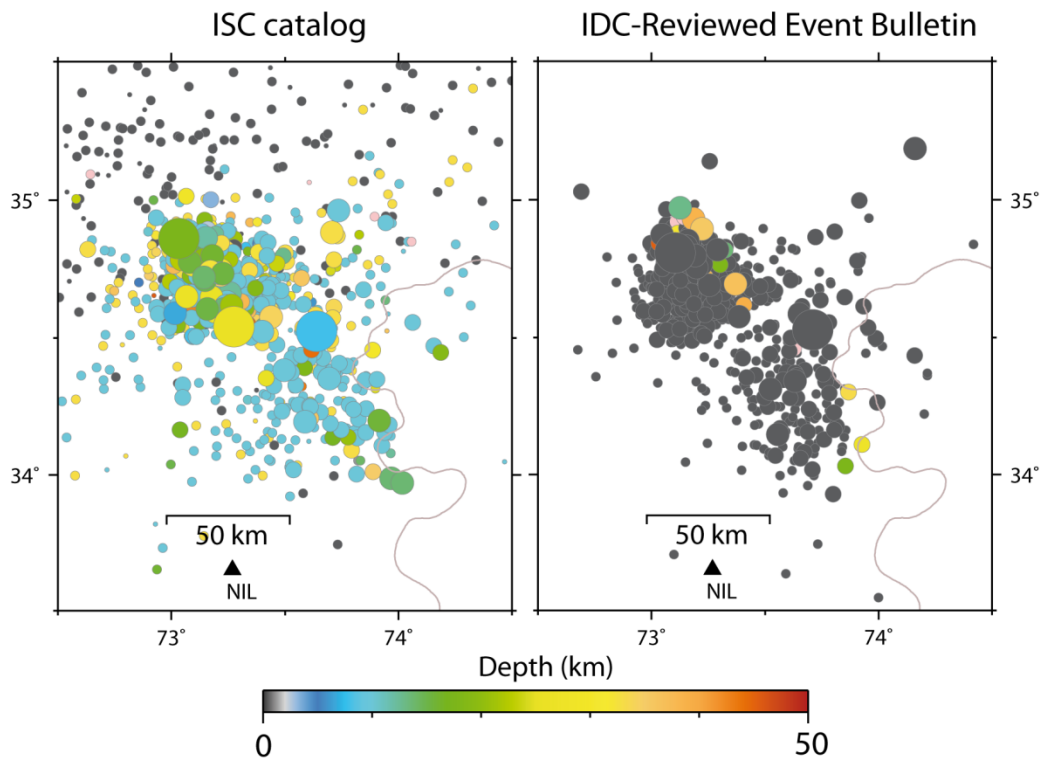 ISC catalog
IDC-Reviewed Event Bulletin
35°
35°
34°
34°
50 km
50 km
NIL
NIL
73°
74°
73°
74°
Depth (km)
0
50